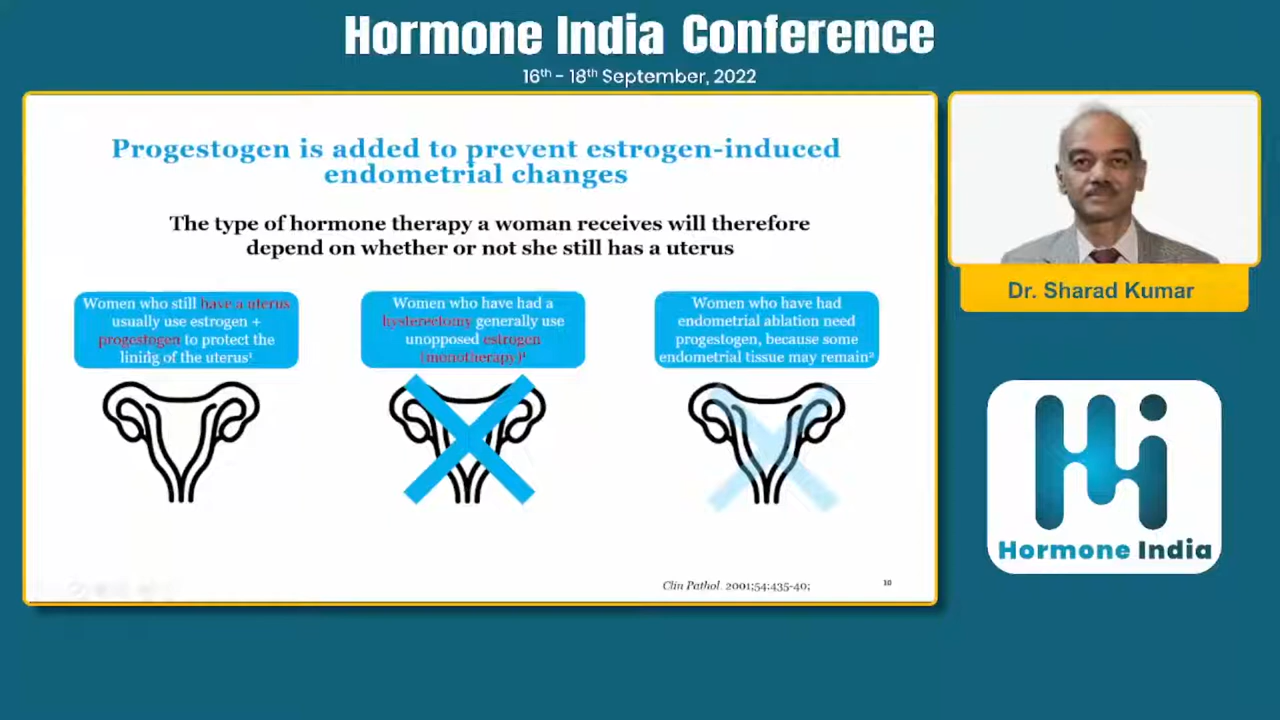 Hormone India Conference
16th - 18th September, 2022
Progestogen is added to prevent estrogen-induced
endometrial changes
The type of hormone therapy a woman receives will therefore
depend on whether or not she still has a uterus
Women who still have a uterus
usually use estrogen +
progestogen to protect the
lining of the uterus¹
Women who have had a
hysterectomy generally use
unopposed estrogen
(monotherapy)¹
Women who have had
endometrial ablation need
progestogen, because some
endometrial tissue may remain²
Clin Pathol. 2001;54:435-40;
10
Dr. Sharad Kumar
Hormone India